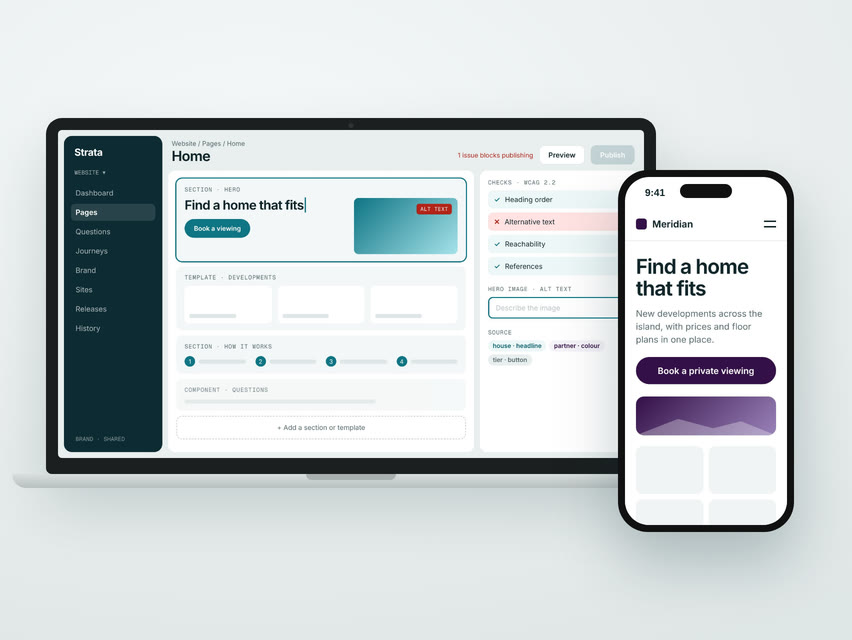 Strata
WEBSITE
Dashboard
Pages
Questions
Journeys
Brand
Sites
Releases
History
BRAND · SHARED
Website / Pages / Home
Home
1 issue blocks publishing
Preview
Publish
SECTION · HERO
Find a home that fits
Book a viewing
ALT TEXT
TEMPLATE · DEVELOPMENTS
SECTION · HOW IT WORKS
1
2
3
4
COMPONENT · QUESTIONS
+ Add a section or template
CHECKS · WCAG 2.2
✓ Heading order
✕ Alternative text
✓ Reachability
✓ References
HERO IMAGE · ALT TEXT
Describe the image
SOURCE
house · headline
partner · colour
tier · button
9:41
Meridian
Find a home
that fits
New developments across the
island, with prices and floor
plans in one place.
Book a private viewing